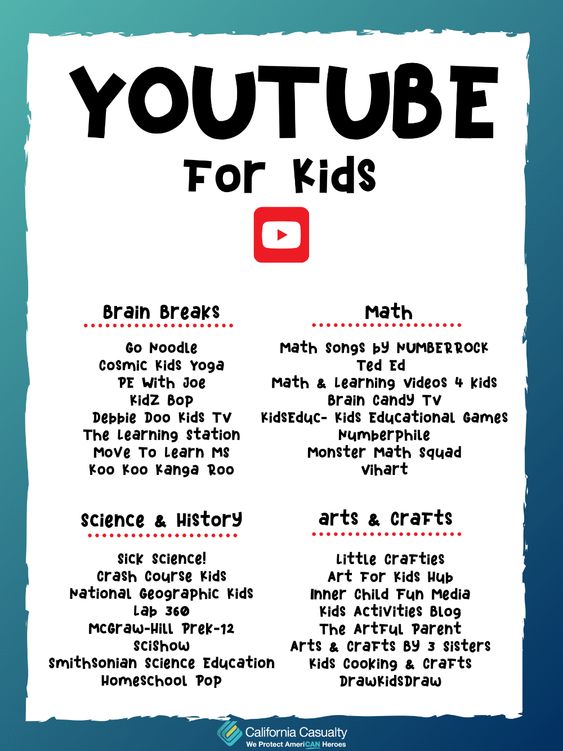 YOUTUBE
For Kids
Brain Breaks
Go Noodle
Cosmic Kids Yoga
PE With Joe
KidZ Bop
Debbie Doo Kids TV
The Learning Station
Move To Learn MS
Koo Koo Kanga Roo
Math
Math Songs by NUMBERROCK
Ted Ed
Math & Learning Videos 4 Kids
Brain Candy TV
KidsEduc- Kids Educational Games
Numberphile
Monster Math Squad
Vihart
Science & History
Sick Science!
Crash Course Kids
National Geographic Kids
Lab 360
McGraw-Hill PreK-12
SciShow
Smithsonian Science Education
Homeschool Pop
Arts & Crafts
Little Crafties
Art For Kids Hub
Inner Child Fun Media
Kids Activities Blog
The Artful Parent
Arts & Crafts By 3 Sisters
Kids Cooking & Crafts
DrawKidsDraw
California Casualty
We Protect AmeriCAN Heroes